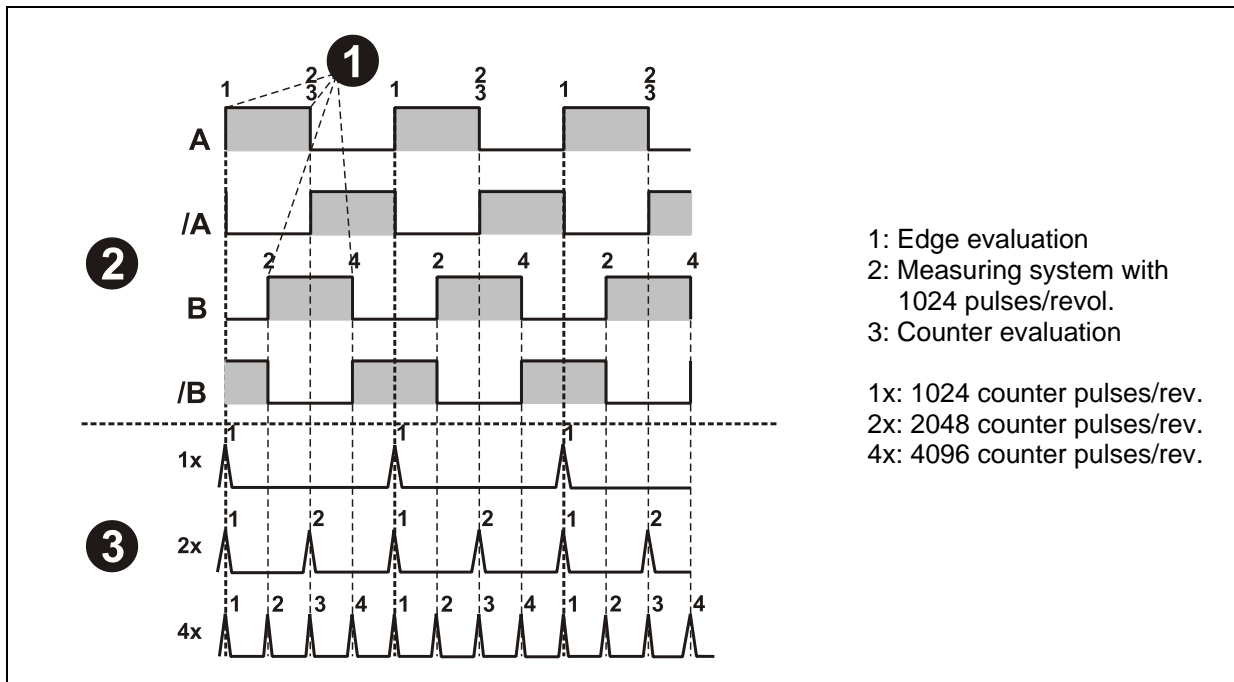 1
2
1 3 1 2 3 1 2 3
A
/A
2
2 4 2 4 2 4
B
/B
1 1 1
1x
1 2 1 2 1 2
3
2x
1 2 3 4 1 2 3 4 1 2 3 4
4x
1: Edge evaluation
2: Measuring system with
1024 pulses/revol.
3: Counter evaluation
1x: 1024 counter pulses/rev.
2x: 2048 counter pulses/rev.
4x: 4096 counter pulses/rev.